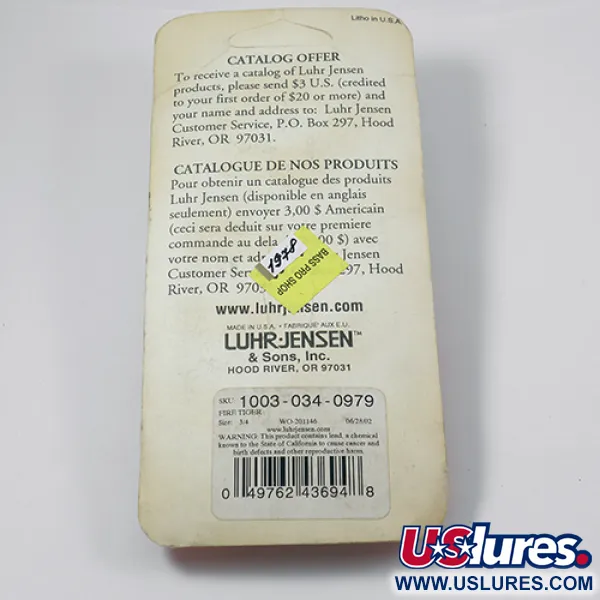 Litho in U.S.A.
CATALOG OFFER
To receive a catalog of Luhr Jensen
products, please send $3 U.S. (credited
to your first order of $20 or more) and
your name and address to: Luhr Jensen
Customer Service, P.O. Box 297, Hood
River, OR 97031.
CATALOGUE DE NOS PRODUITS
Pour obtenir un catalogue des produits
Luhr Jensen (disponible en anglais
seulement) envoyer 3,00 $ Americain
(ceci sera deduit sur votre premiere
commande au dela 00 $) avec
votre nom et Jensen
Customer Ser 297, Hood
River, OR
1978
BASS PRO SHOP
www.luhrjensen.com
MADE IN U.S.A. • FABRIQUE' AUX E.U.
LUHR-JENSEN™
& Sons, Inc.
HOOD RIVER, OR 97031
SKU: 1003-034-0979
FIRE TIGER
Size: 3/4 WO-201146 06/28/02
www.luhrjensen.com
WARNING: This product contains lead, a chemical
known to the State of California to cause cancer and
birth defects and other reproductive harm.
0 49762 43694 8
USlures.
WWW.USLURES.COM